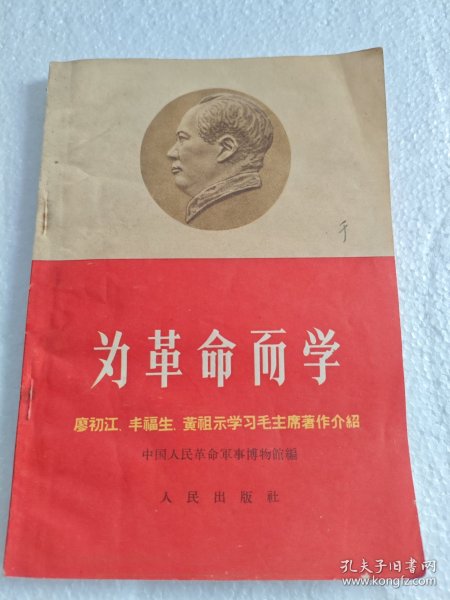 为革命而学
廖初江、丰福生、黄祖示学习毛主席著作介紹
中国人民革命軍事博物館編
人民出版社
孔夫子旧书网
www.kongfz.com